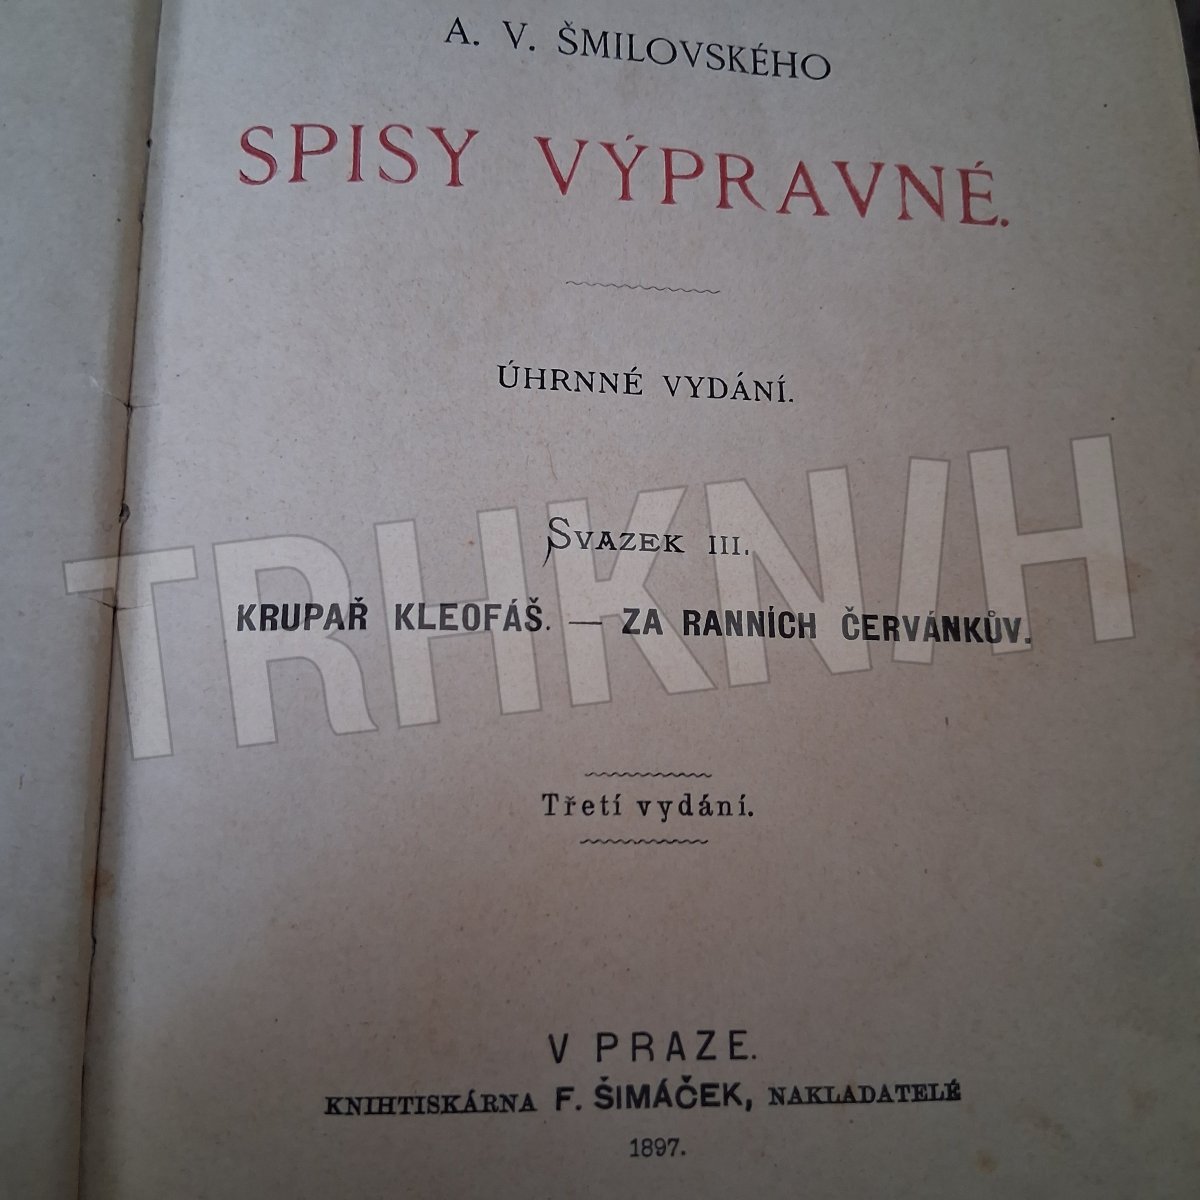 A. V. ŠMILOVSKÉHO
SPISY VÝPRAVNÉ.
ÚHRNNÉ VYDÁNÍ.
SVAZEK III.
TRHKNIH
KRUPAŘ KLEOFÁŠ. — ZA RANNÍCH ČERVÁNKŮV.
Třetí vydání.
V PRAZE.
KNIHTISKÁRNA F. ŠIMÁČEK, NAKLADATELÉ
1897.